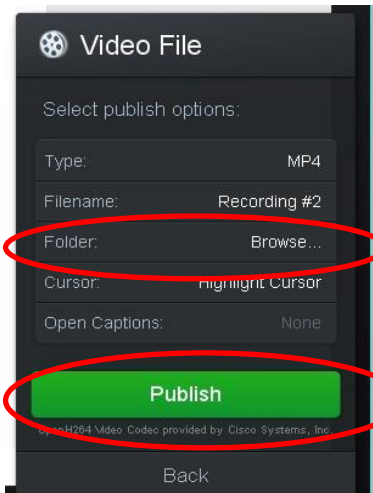 Video File
Select publish options:
Type: MP4
Filename: Recording #2
Folder: Browse...
Cursor: Highlight Cursor
Open Captions: None
Publish
OpenH264 Video Codec provided by Cisco Systems, Inc.
Back